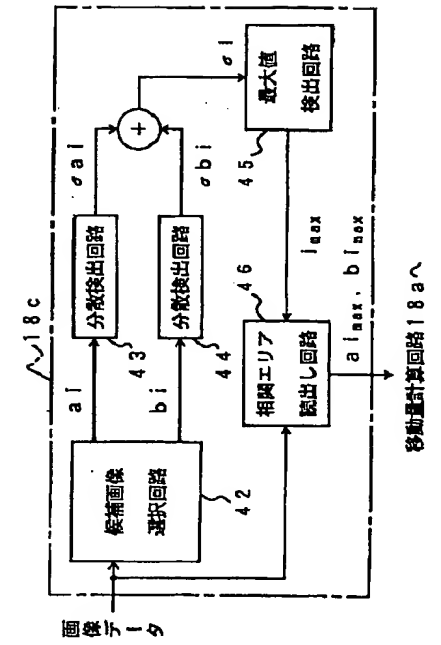 18c
画像データ
候補画像
選択回路
42
ai
bi
分散検出回路
43
分散検出回路
44
σai
σbi
+
σi
最大値
検出回路
45
imax
46
相関エリア
読出し回路
aimax, bimax
移動量計算回路18aへ